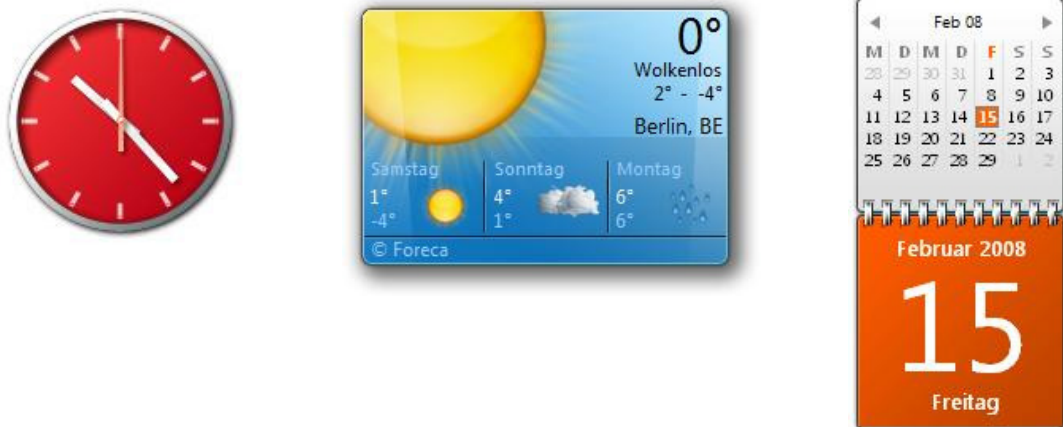 0°
Wolkenlos
2° - -4°
Berlin, BE
Samstag Sonntag Montag
1° 4° 6°
-4° 1° 6°
© Foreca
Feb 08
M D M D F S S
28 29 30 31 1 2 3
4 5 6 7 8 9 10
11 12 13 14 15 16 17
18 19 20 21 22 23 24
25 26 27 28 29 1 2
Februar 2008
15
Freitag